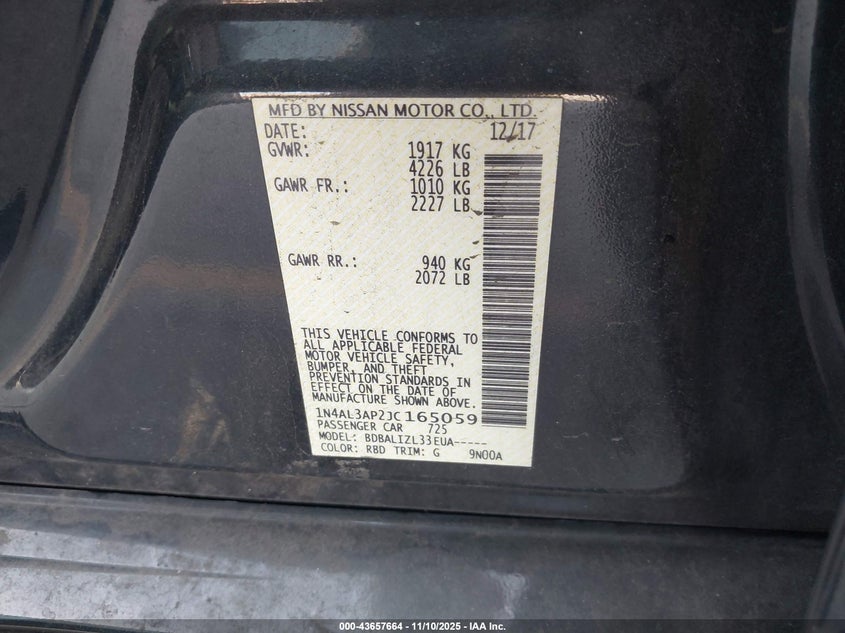 MFD BY NISSAN MOTOR CO., LTD.
DATE: 12/17
GVWR: 1917 KG
4226 LB
GAWR FR.: 1010 KG
2227 LB
GAWR RR.: 940 KG
2072 LB
THIS VEHICLE CONFORMS TO
ALL APPLICABLE FEDERAL
MOTOR VEHICLE SAFETY,
BUMPER, AND THEFT
PREVENTION STANDARDS IN
EFFECT ON THE DATE OF
MANUFACTURE SHOWN ABOVE.
1N4AL3AP2JC165059
PASSENGER CAR 725
MODEL: BDBALIZL33EUA-----
COLOR: RBD TRIM: G 9N00A
000-43657664 — 11/10/2025 — IAA Inc.